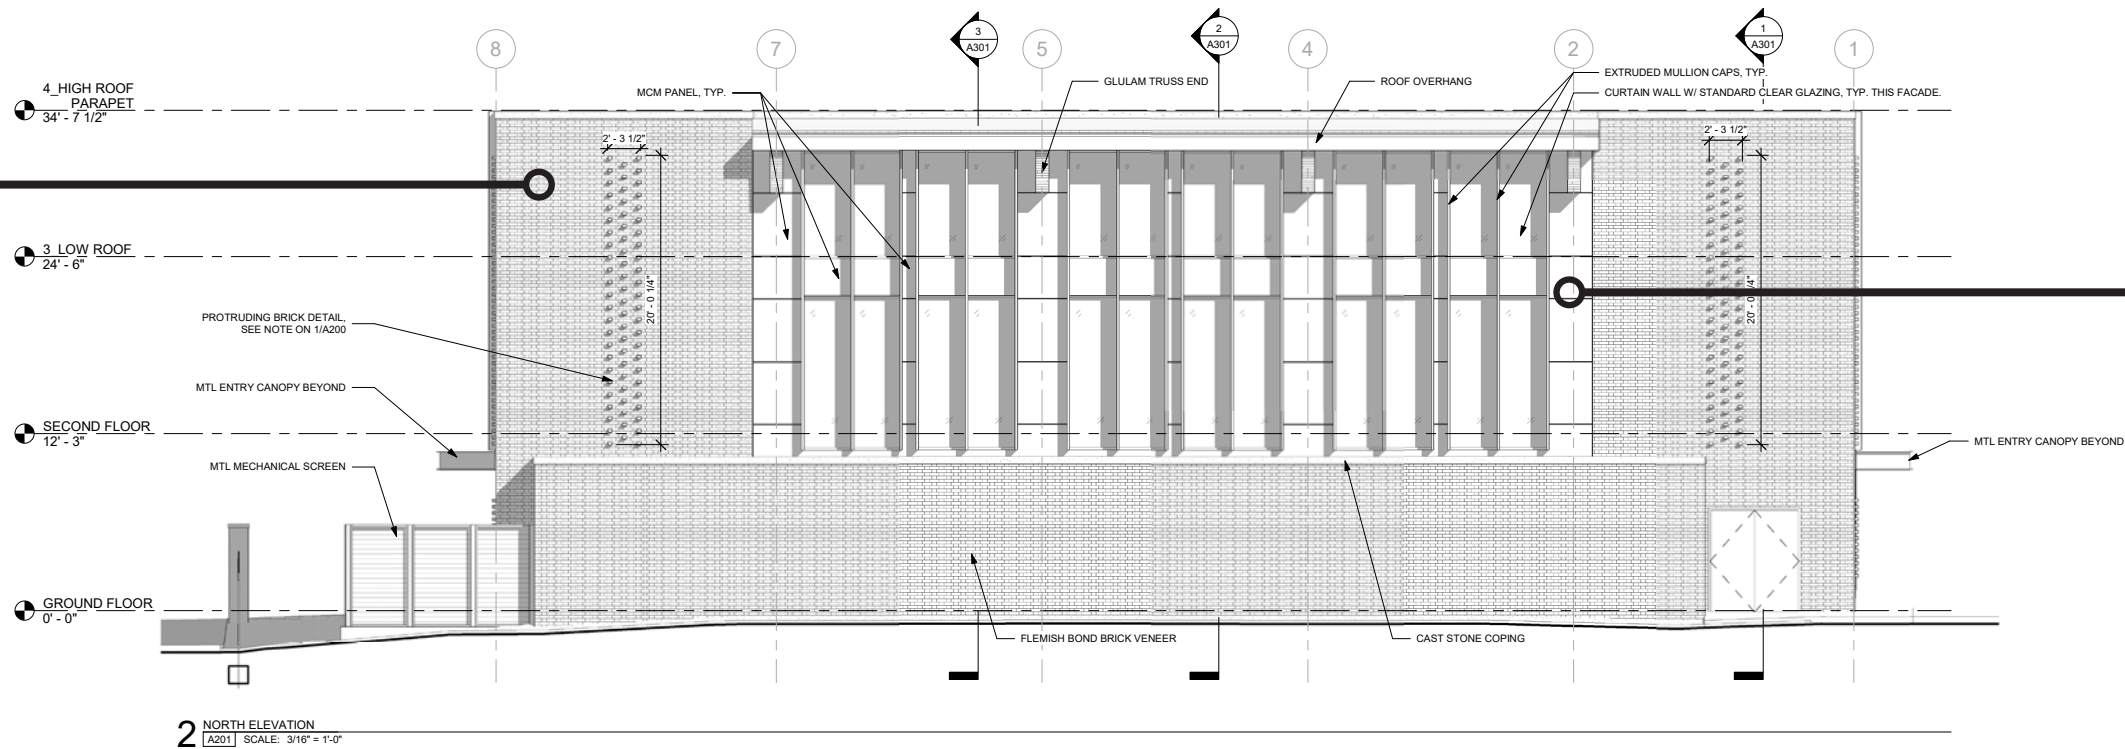 3
A301
2
A301
1
A301
8
7
5
4
2
1
4_HIGH ROOF
PARAPET
34' - 7 1/2"
MCM PANEL, TYP.
GLULAM TRUSS END
ROOF OVERHANG
EXTRUDED MULLION CAPS, TYP.
CURTAIN WALL W/ STANDARD CLEAR GLAZING, TYP. THIS FACADE.
2' - 3 1/2"
2' - 3 1/2"
3_LOW ROOF
24' - 6"
20' - 0 1/4"
20' - 0 1/4"
PROTRUDING BRICK DETAIL,
SEE NOTE ON 1/A200
MTL ENTRY CANOPY BEYOND
SECOND FLOOR
12' - 3"
MTL ENTRY CANOPY BEYOND
MTL MECHANICAL SCREEN
GROUND FLOOR
0' - 0"
FLEMISH BOND BRICK VENEER
CAST STONE COPING
2
NORTH ELEVATION
A201
SCALE: 3/16" = 1'-0"